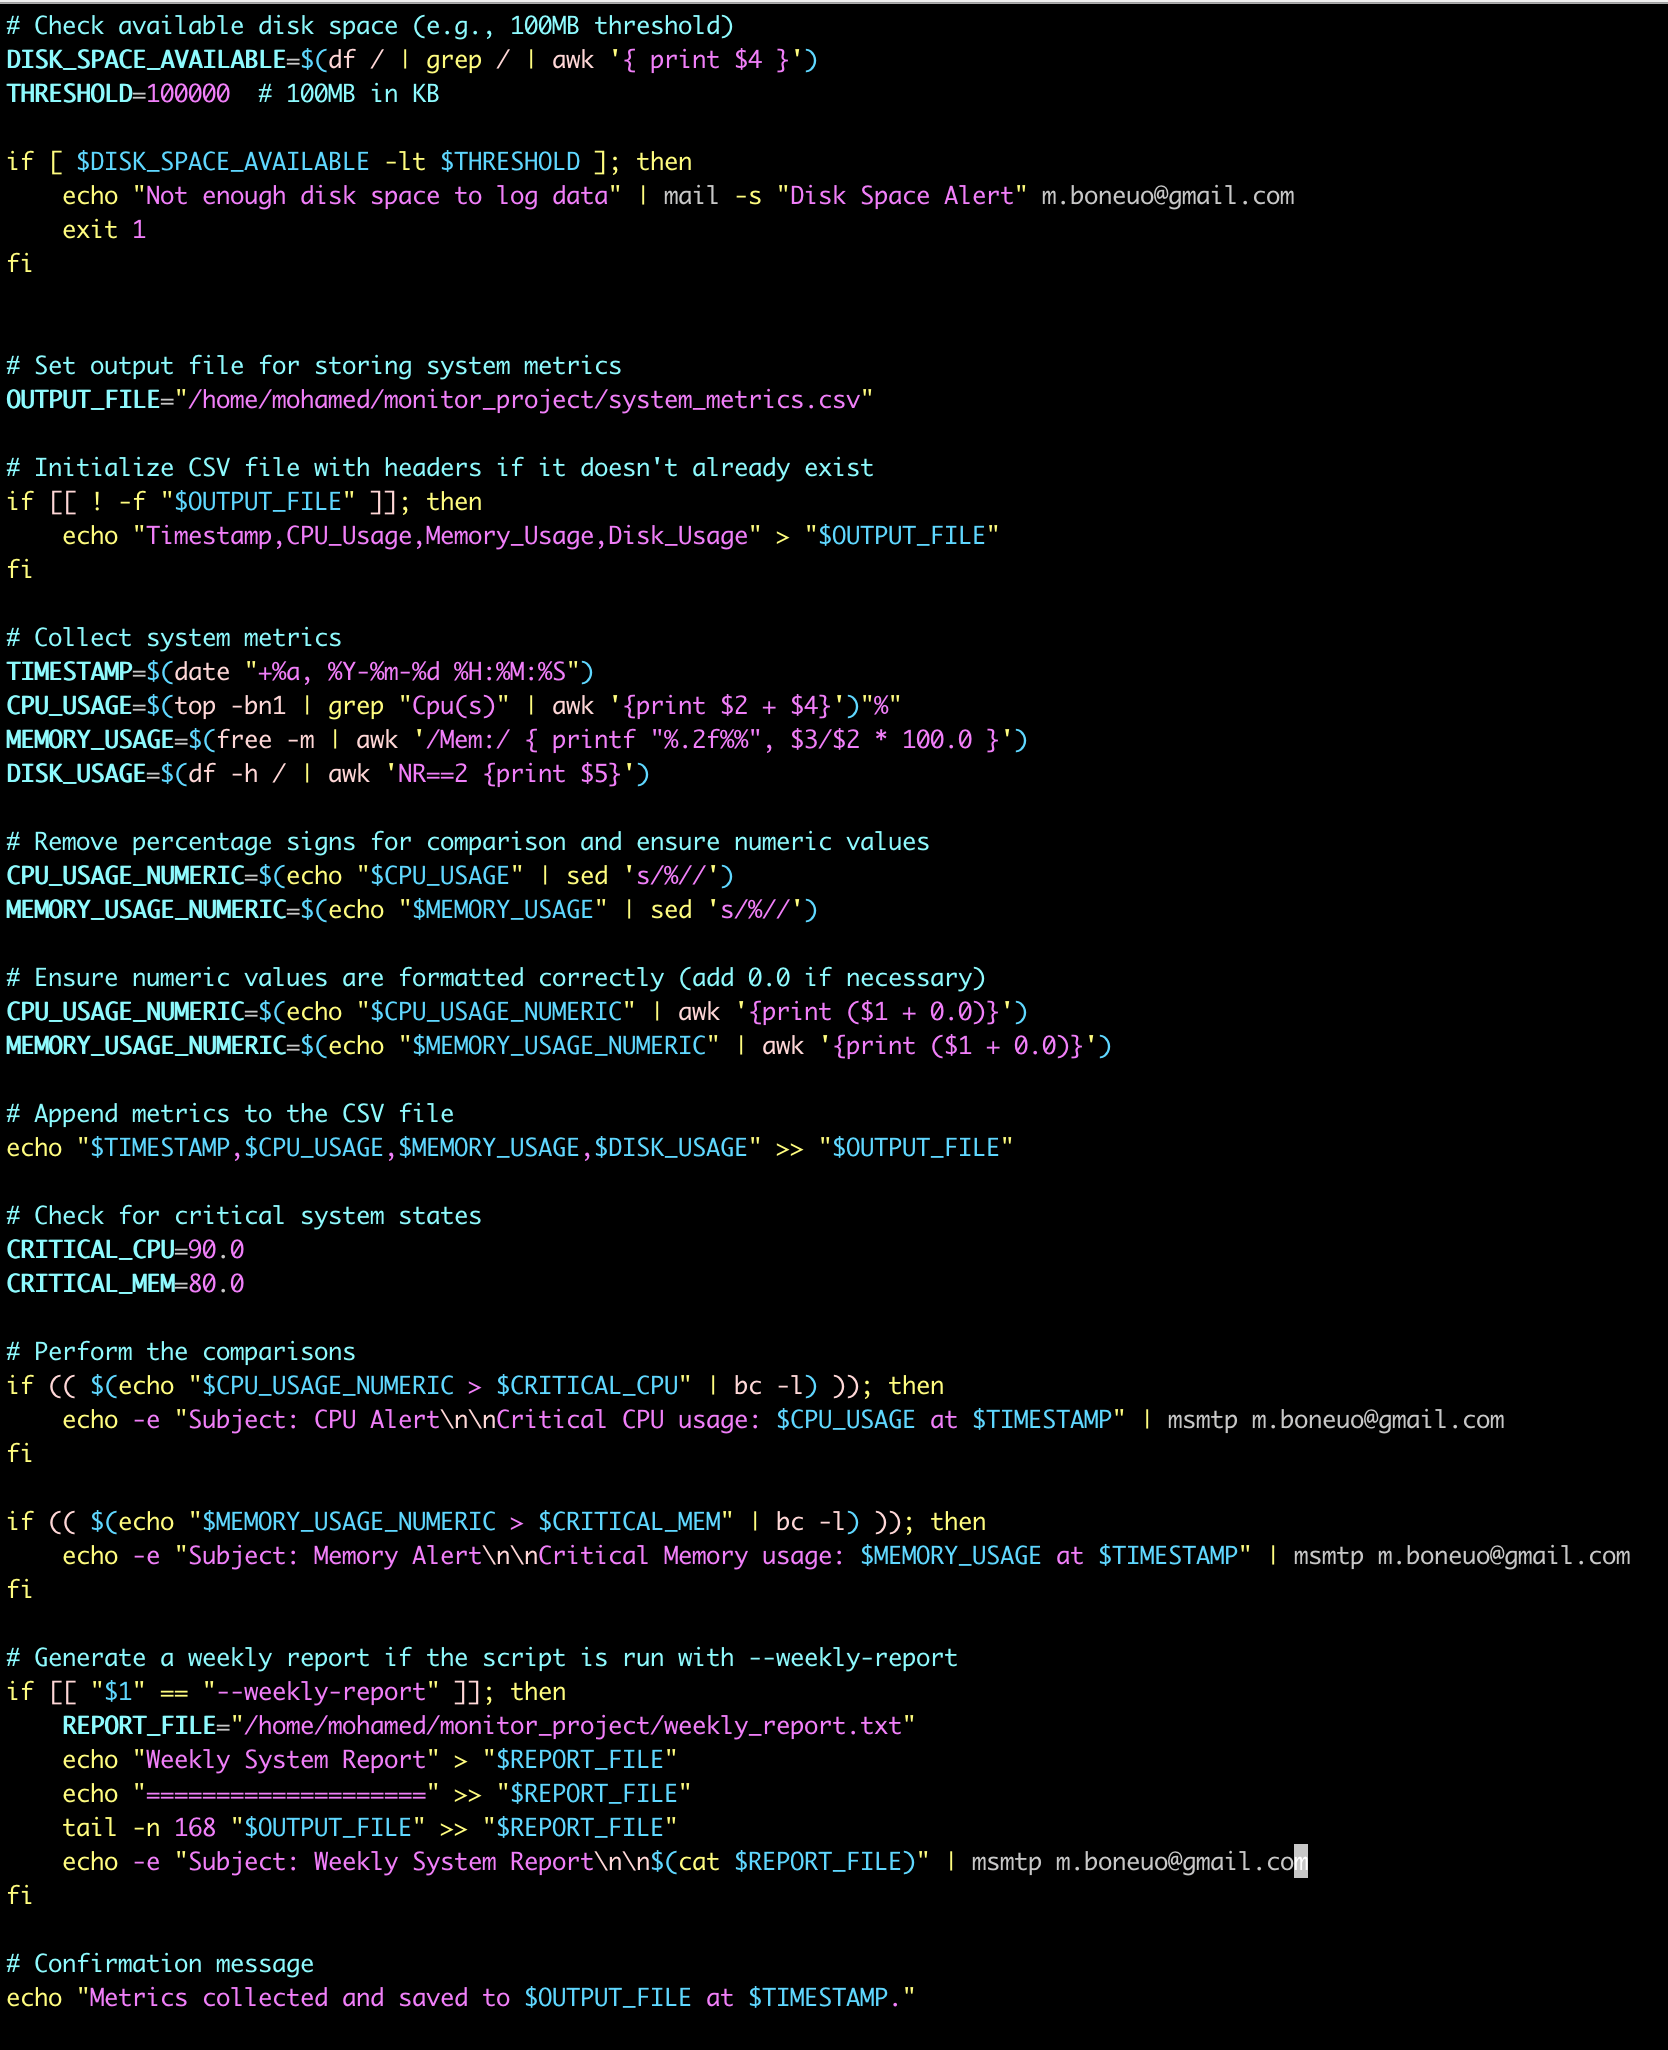 # Check available disk space (e.g., 100MB threshold)
DISK_SPACE_AVAILABLE=$(df / | grep / | awk '{ print $4 }')
THRESHOLD=100000  # 100MB in KB

if [ $DISK_SPACE_AVAILABLE -lt $THRESHOLD ]; then
    echo "Not enough disk space to log data" | mail -s "Disk Space Alert" m.boneuo@gmail.com
    exit 1
fi


# Set output file for storing system metrics
OUTPUT_FILE="/home/mohamed/monitor_project/system_metrics.csv"

# Initialize CSV file with headers if it doesn't already exist
if [[ ! -f "$OUTPUT_FILE" ]]; then
    echo "Timestamp,CPU_Usage,Memory_Usage,Disk_Usage" > "$OUTPUT_FILE"
fi

# Collect system metrics
TIMESTAMP=$(date "+%a, %Y-%m-%d %H:%M:%S")
CPU_USAGE=$(top -bn1 | grep "Cpu(s)" | awk '{print $2 + $4}')"%"
MEMORY_USAGE=$(free -m | awk '/Mem:/ { printf "%.2f%%", $3/$2 * 100.0 }')
DISK_USAGE=$(df -h / | awk 'NR==2 {print $5}')

# Remove percentage signs for comparison and ensure numeric values
CPU_USAGE_NUMERIC=$(echo "$CPU_USAGE" | sed 's/%//')
MEMORY_USAGE_NUMERIC=$(echo "$MEMORY_USAGE" | sed 's/%//')

# Ensure numeric values are formatted correctly (add 0.0 if necessary)
CPU_USAGE_NUMERIC=$(echo "$CPU_USAGE_NUMERIC" | awk '{print ($1 + 0.0)}')
MEMORY_USAGE_NUMERIC=$(echo "$MEMORY_USAGE_NUMERIC" | awk '{print ($1 + 0.0)}')

# Append metrics to the CSV file
echo "$TIMESTAMP,$CPU_USAGE,$MEMORY_USAGE,$DISK_USAGE" >> "$OUTPUT_FILE"

# Check for critical system states
CRITICAL_CPU=90.0
CRITICAL_MEM=80.0

# Perform the comparisons
if (( $(echo "$CPU_USAGE_NUMERIC > $CRITICAL_CPU" | bc -l) )); then
    echo -e "Subject: CPU Alert\n\nCritical CPU usage: $CPU_USAGE at $TIMESTAMP" | msmtp m.boneuo@gmail.com
fi

if (( $(echo "$MEMORY_USAGE_NUMERIC > $CRITICAL_MEM" | bc -l) )); then
    echo -e "Subject: Memory Alert\n\nCritical Memory usage: $MEMORY_USAGE at $TIMESTAMP" | msmtp m.boneuo@gmail.com
fi

# Generate a weekly report if the script is run with --weekly-report
if [[ "$1" == "--weekly-report" ]]; then
    REPORT_FILE="/home/mohamed/monitor_project/weekly_report.txt"
    echo "Weekly System Report" > "$REPORT_FILE"
    echo "====================" >> "$REPORT_FILE"
    tail -n 168 "$OUTPUT_FILE" >> "$REPORT_FILE"
    echo -e "Subject: Weekly System Report\n\n$(cat $REPORT_FILE)" | msmtp m.boneuo@gmail.com
fi

# Confirmation message
echo "Metrics collected and saved to $OUTPUT_FILE at $TIMESTAMP."